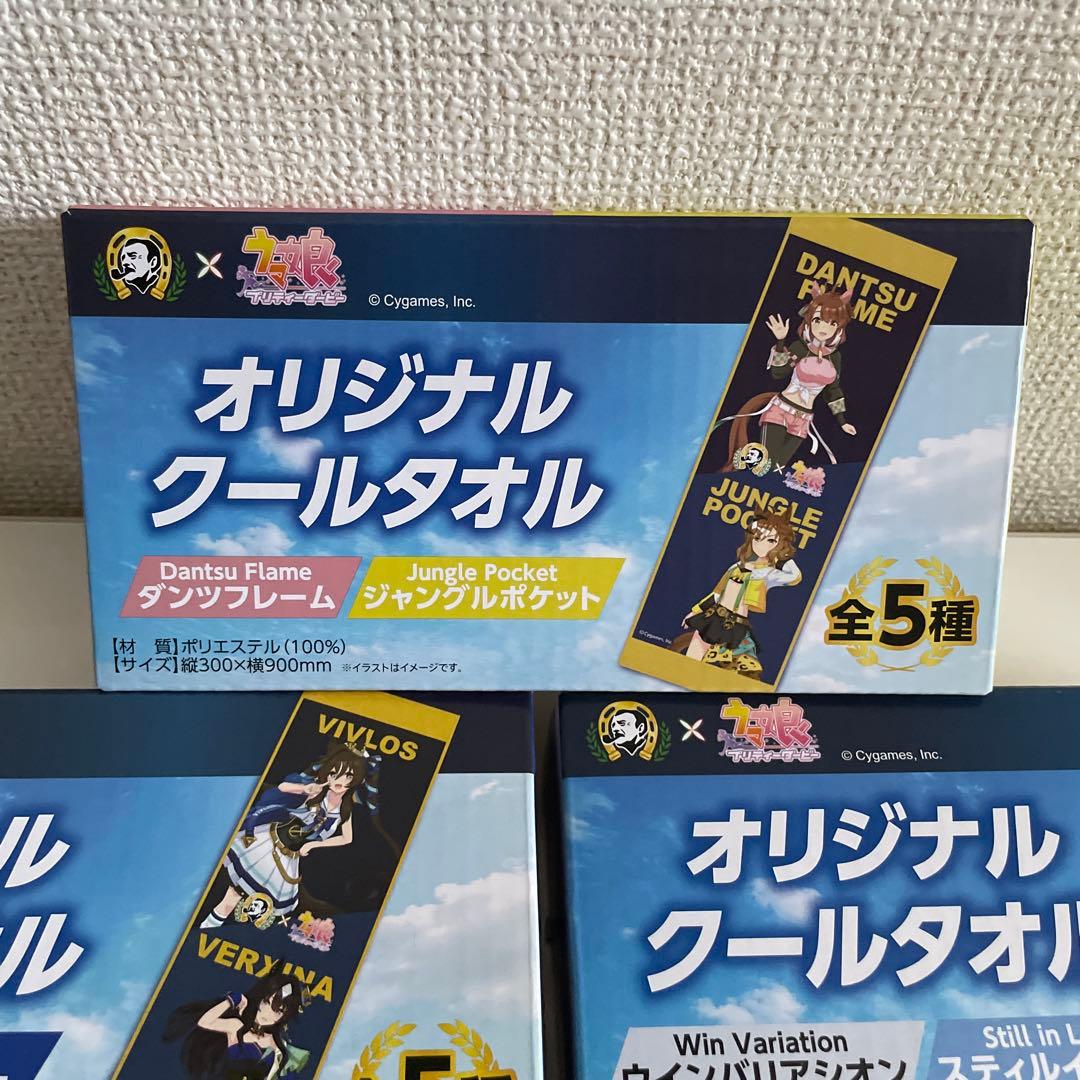 ×
ウマ娘
プリティーダービー
© Cygames, Inc.
オリジナル
クールタオル
Dantsu Flame
ダンツフレーム
Jungle Pocket
ジャングルポケット
【材　質】ポリエステル（100%）
【サイズ】縦300×横900mm ※イラストはイメージです。
DANTSU
FLAME
×
JUNGLE
POCKET
©Cygames, Inc.
全5種
ル
ル
VIVLOS
×
VERXINA
5種
×
ウマ娘
プリティーダービー
© Cygames, Inc.
オリジナル
クールタオル
Win Variation
ウインバリアシオン
Still in L
スティルイ